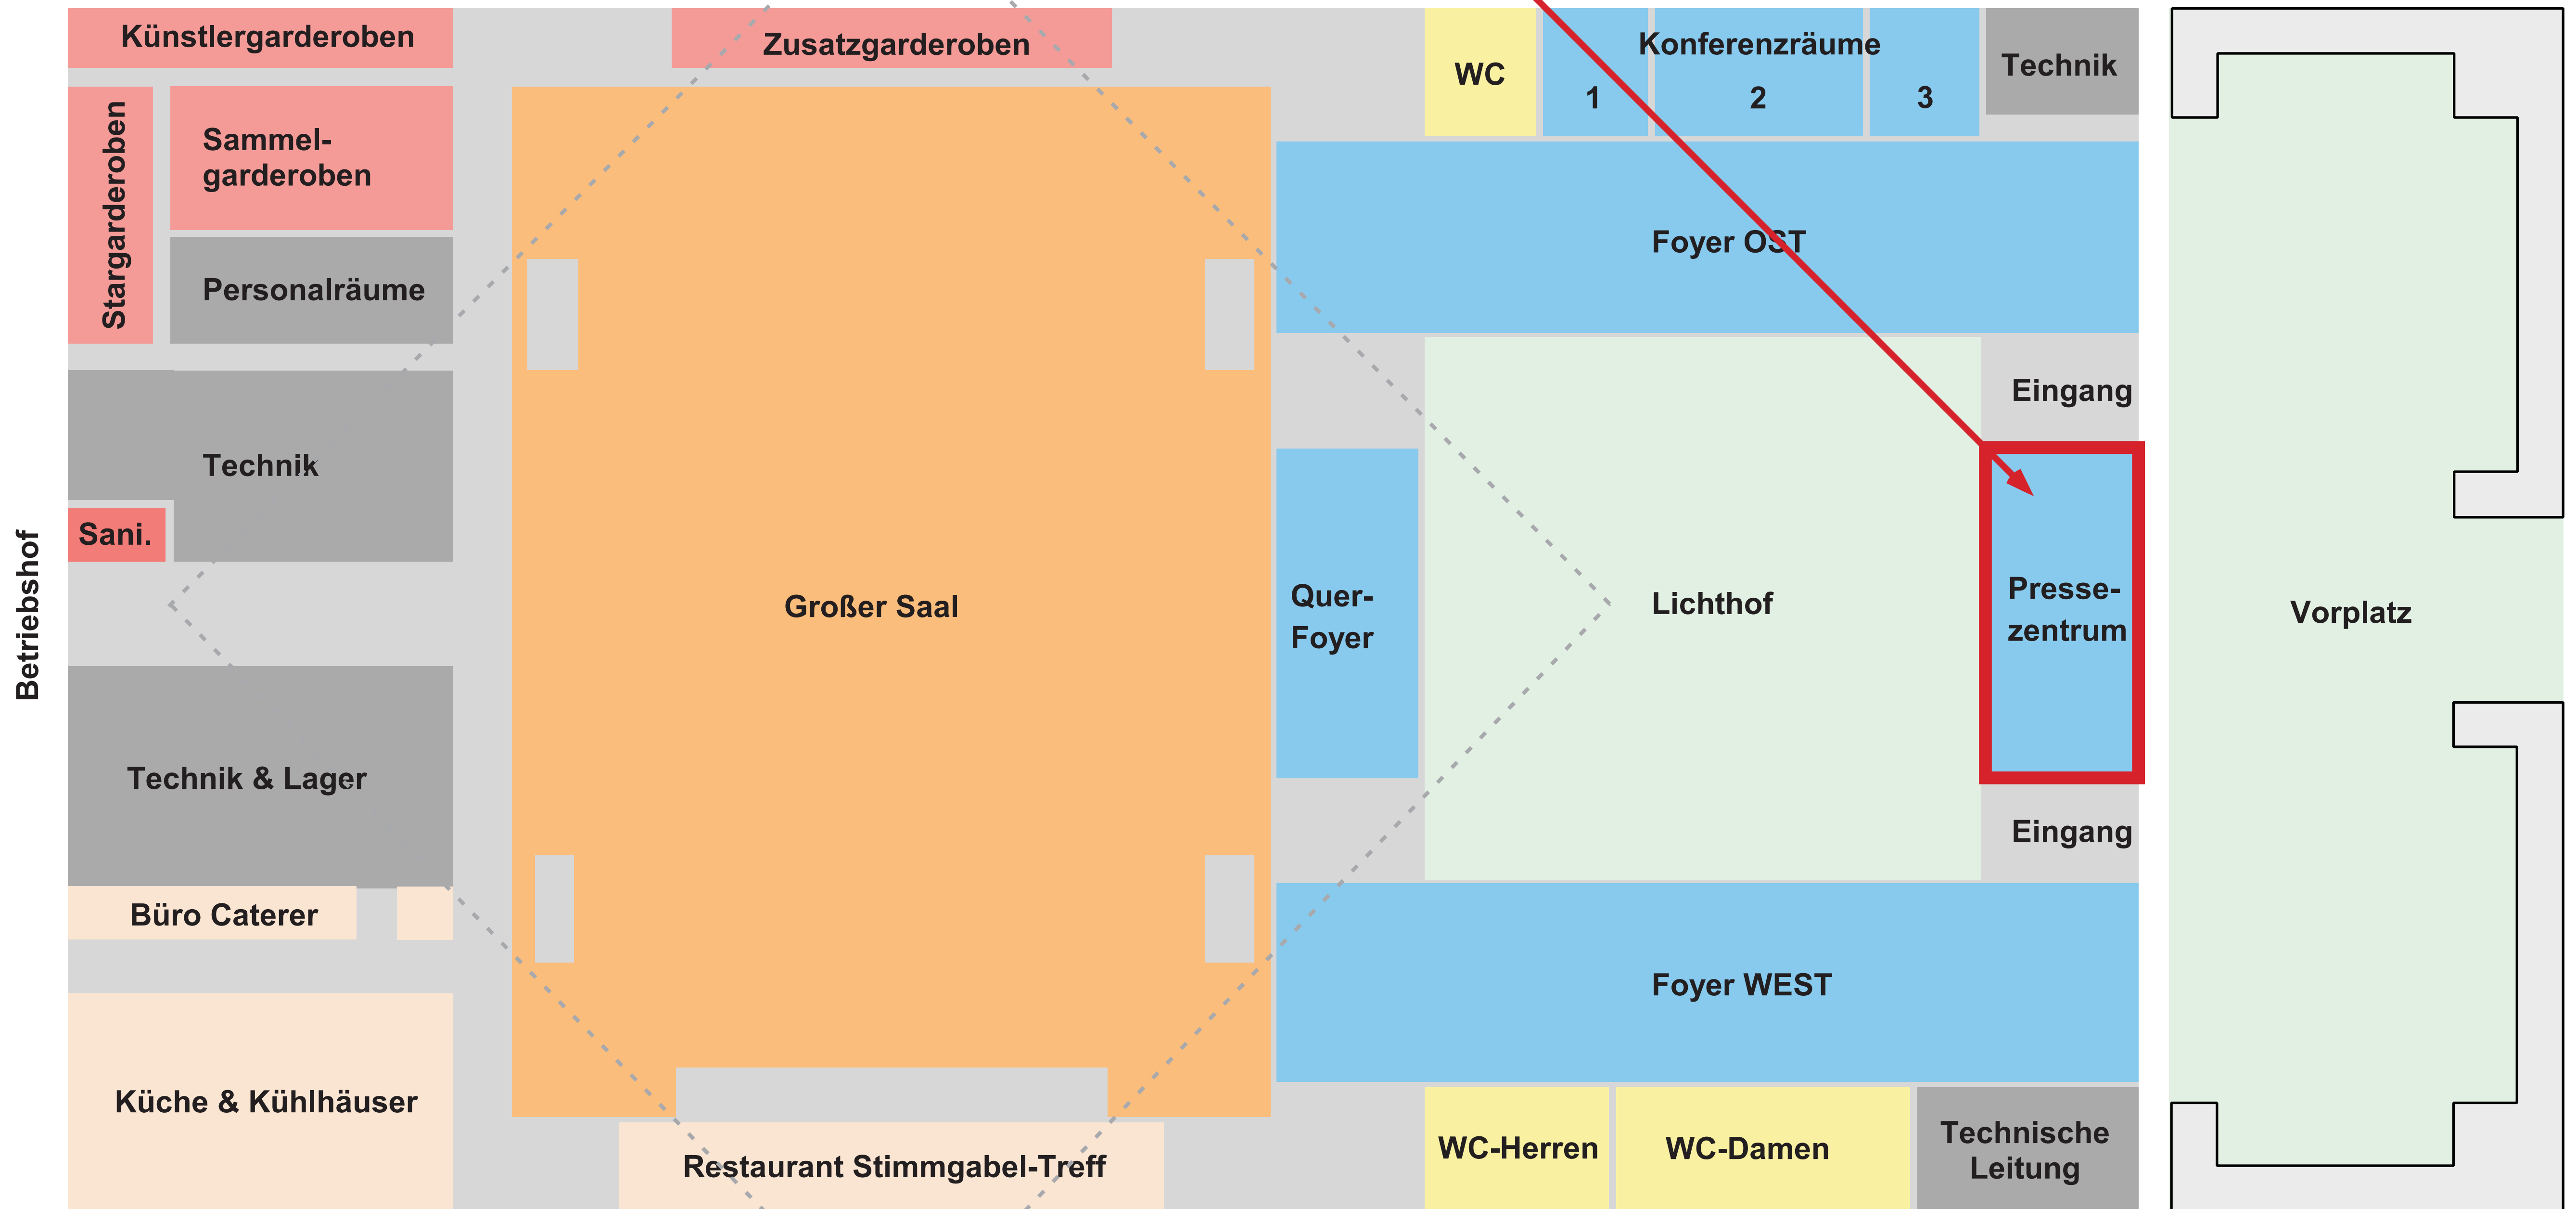 Künstlergarderoben
Zusatzgarderoben
WC
Konferenzräume
1
2
3
Technik
Stargarderoben
Sammel-
garderoben
Personalräume
Foyer OST
Eingang
Technik
Sani.
Betriebshof
Großer Saal
Quer-
Foyer
Lichthof
Presse-
zentrum
Vorplatz
Technik & Lager
Eingang
Büro Caterer
Foyer WEST
Küche & Kühlhäuser
Restaurant Stimmgabel-Treff
WC-Herren
WC-Damen
Technische
Leitung